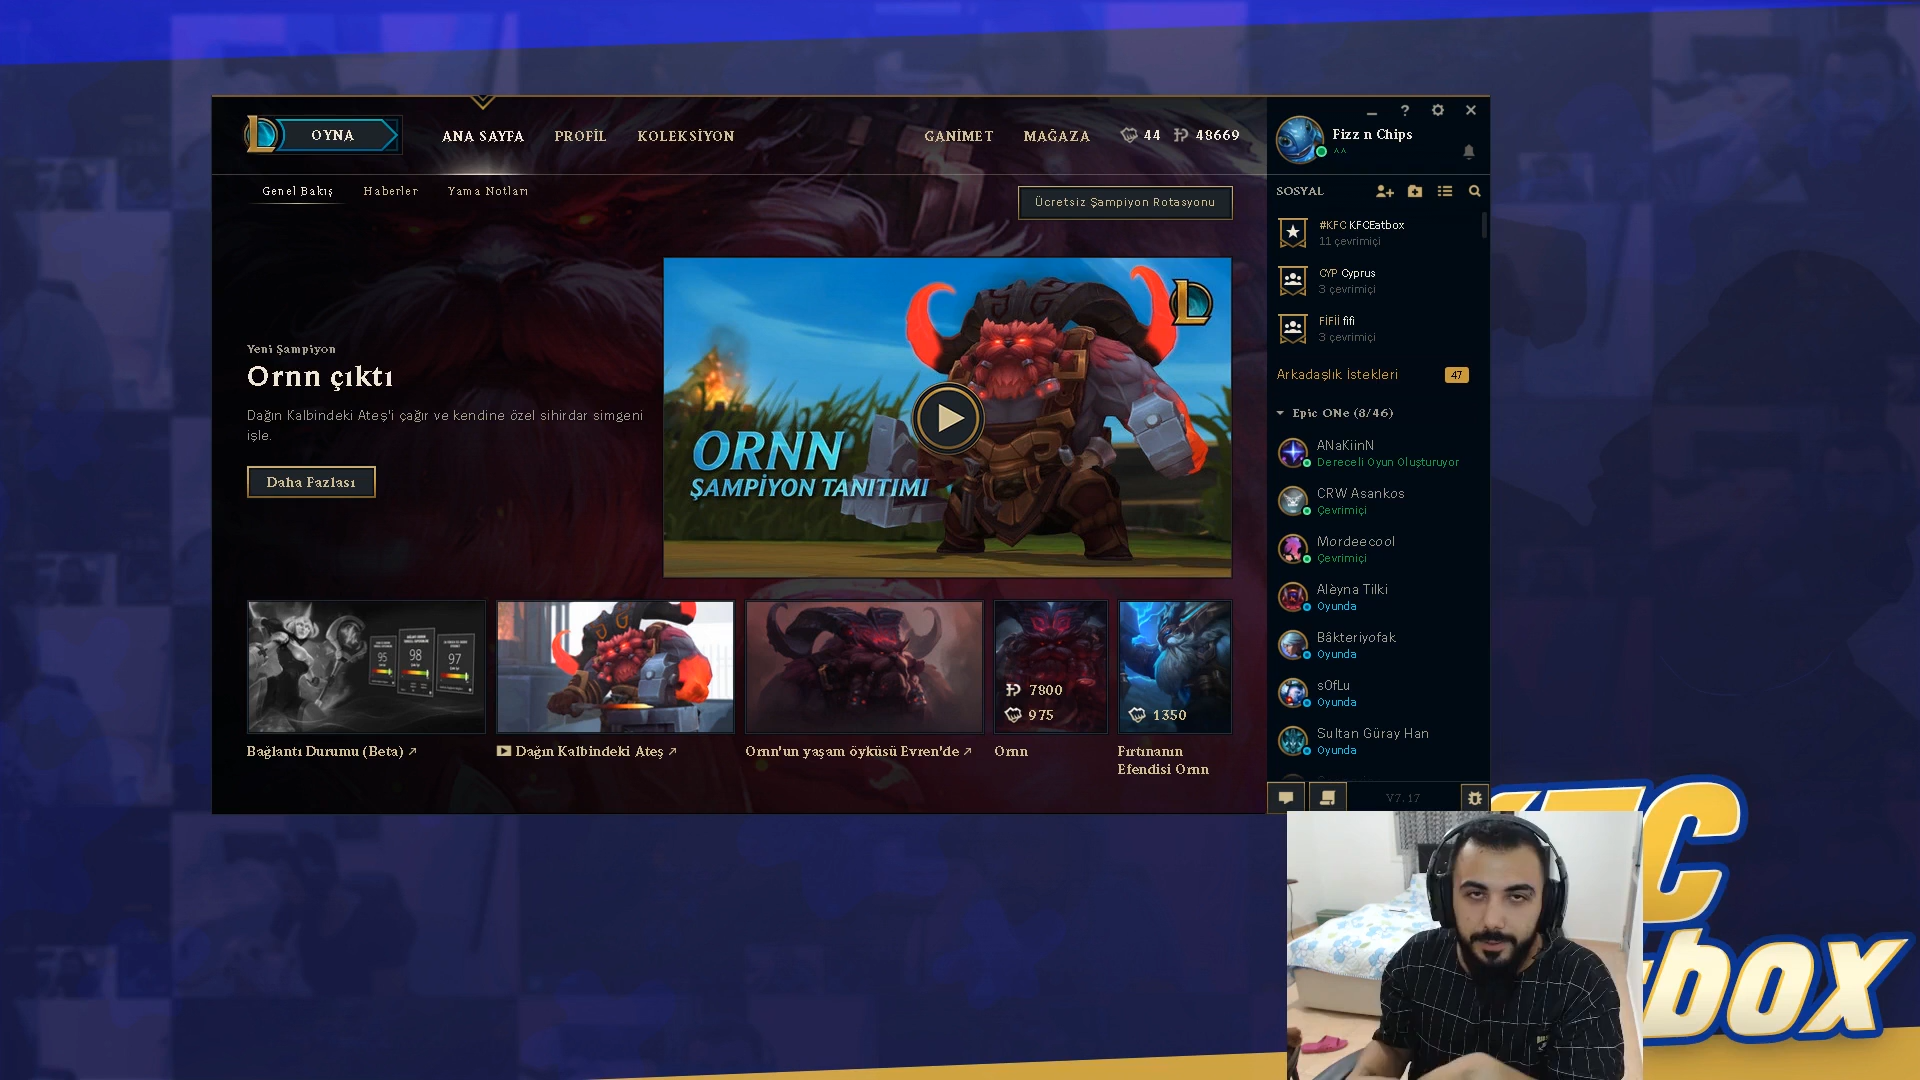 OYNA
ANA SAYFA
PROFİL
KOLEKSİYON
GANİMET
MAĞAZA
44
48669
Genel Bakış
Haberler
Yama Notları
Ücretsiz Şampiyon Rotasyonu
Yeni Şampiyon
Ornn çıktı
Dağın Kalbindeki Ateş'i çağır ve kendine özel sihirdar simgeni
işle.
Daha Fazlası
ORNN
ŞAMPİYON TANITIMI
95
98
97
7800
975
1350
Bağlantı Durumu (Beta)
Dağın Kalbindeki Ateş
Ornn'un yaşam öyküsü Evren'de
Ornn
Fırtınanın
Efendisi Ornn
Fizz n Chips
^^
SOSYAL
#KFC KFCEatbox
11 çevrimiçi
CYP Cyprus
3 çevrimiçi
FİFİİ fifi
3 çevrimiçi
Arkadaşlık İstekleri
47
Epic ONe (8/46)
ANaKiinN
Dereceli Oyun Oluşturuyor
CRW Asankos
Çevrimiçi
Mordeecool
Çevrimiçi
Alèyna Tilki
Oyunda
Bâkteriyofak
Oyunda
sOfLu
Oyunda
Sultan Güray Han
Oyunda
V7.17